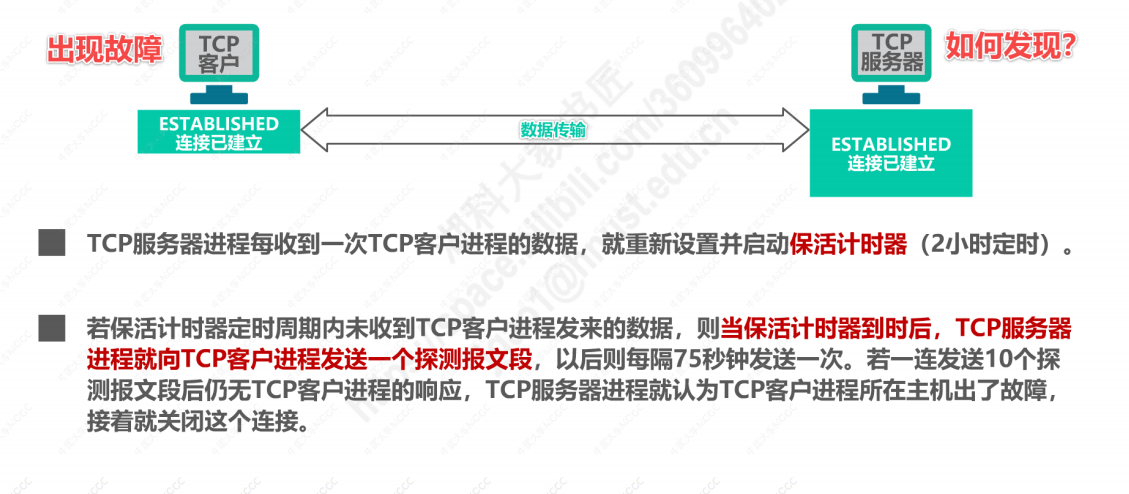 出现故障
TCP
客户
TCP
服务器
如何发现?
ESTABLISHED
连接已建立
数据传输
ESTABLISHED
连接已建立
TCP服务器进程每收到一次TCP客户进程的数据，就重新设置并启动保活计时器（2小时定时）。
若保活计时器定时周期内未收到TCP客户进程发来的数据，则当保活计时器到时后，TCP服务器
进程就向TCP客户进程发送一个探测报文段，以后则每隔75秒钟发送一次。若一连发送10个探
测报文段后仍无TCP客户进程的响应，TCP服务器进程就认为TCP客户进程所在主机出了故障，
接着就关闭这个连接。